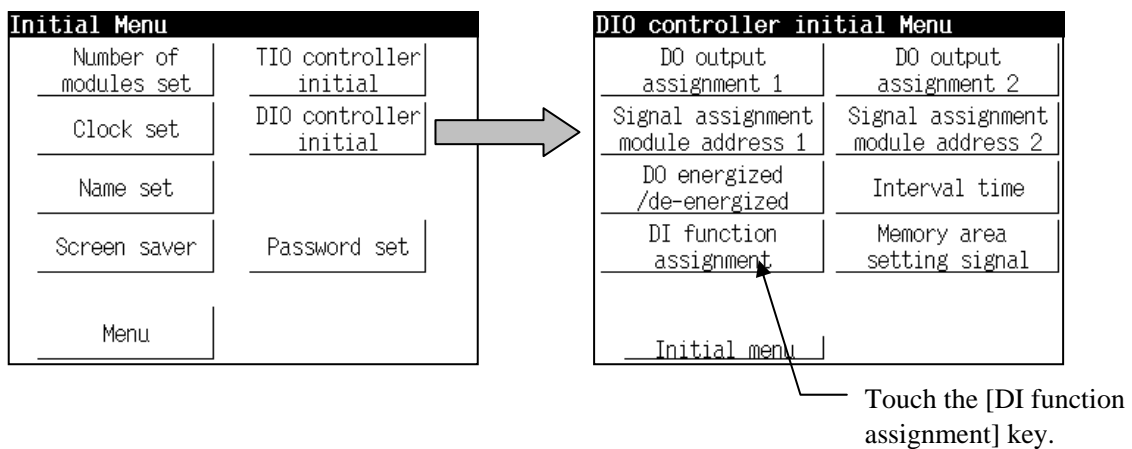 Initial Menu
Number of
modules set
TIO controller
initial
Clock set
DIO controller
initial
Name set
Screen saver
Password set
Menu
DIO controller initial Menu
DO output
assignment 1
DO output
assignment 2
Signal assignment
module address 1
Signal assignment
module address 2
DO energized
/de-energized
Interval time
DI function
assignment
Memory area
setting signal
Initial menu
Touch the [DI function
assignment] key.